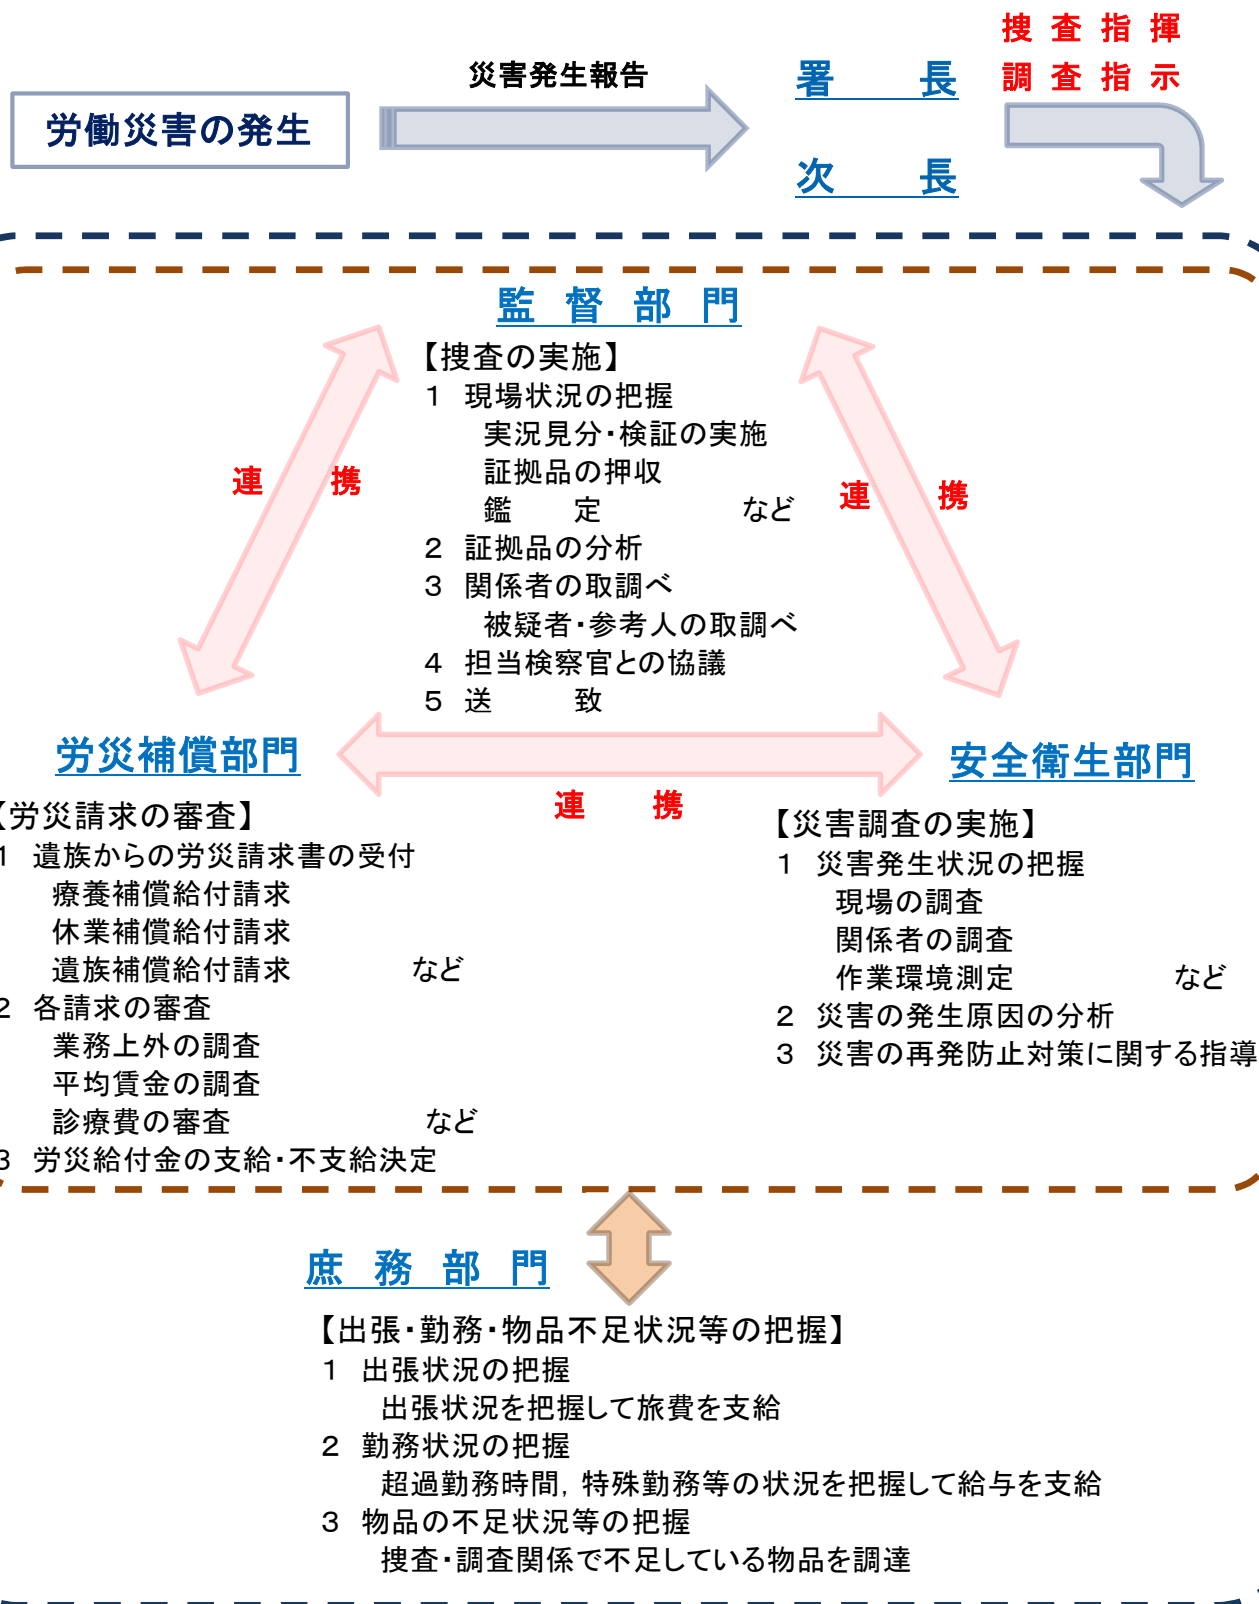 捜査指揮
災害発生報告
署長
調査指示
労働災害の発生
次長
監督部門
【捜査の実施】
1 現場状況の把握
実況見分・検証の実施
証拠品の押収
鑑定 など
2 証拠品の分析
3 関係者の取調べ
被疑者・参考人の取調べ
4 担当検察官との協議
5 送致
連携
連携
労災補償部門
安全衛生部門
連携
【労災請求の審査】
1 遺族からの労災請求書の受付
療養補償給付請求
休業補償給付請求
遺族補償給付請求 など
2 各請求の審査
業務上外の調査
平均賃金の調査
診療費の審査 など
3 労災給付金の支給・不支給決定
【災害調査の実施】
1 災害発生状況の把握
現場の調査
関係者の調査
作業環境測定 など
2 災害の発生原因の分析
3 災害の再発防止対策に関する指導
庶務部門
【出張・勤務・物品不足状況等の把握】
1 出張状況の把握
出張状況を把握して旅費を支給
2 勤務状況の把握
超過勤務時間，特殊勤務等の状況を把握して給与を支給
3 物品の不足状況等の把握
捜査・調査関係で不足している物品を調達